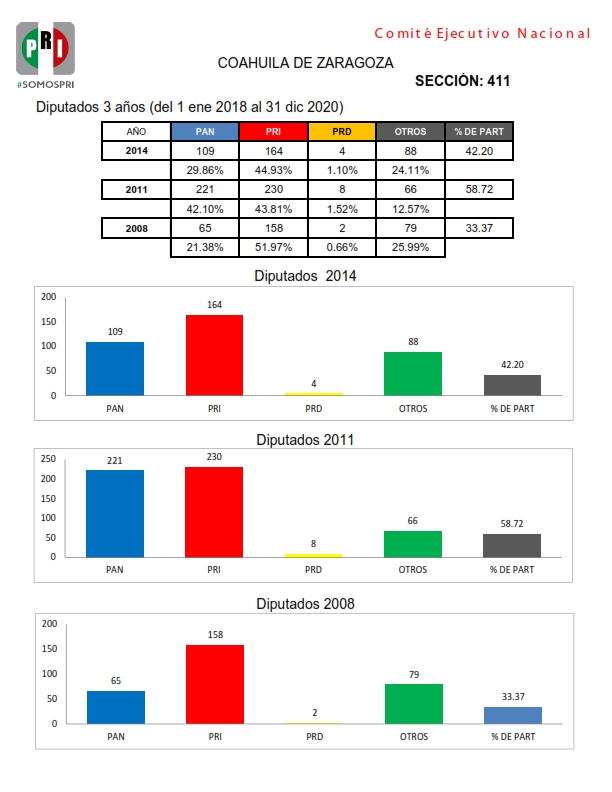 Comité Ejecutivo Nacional
PRI
#SOMOSPRI
COAHUILA DE ZARAGOZA
SECCIÓN: 411
Diputados 3 años (del 1 ene 2018 al 31 dic 2020)
AÑO PAN PRI PRD OTROS % DE PART
2014 109 164 4 88 42.20
29.86% 44.93% 1.10% 24.11%
2011 221 230 8 66 58.72
42.10% 43.81% 1.52% 12.57%
2008 65 158 2 79 33.37
21.38% 51.97% 0.66% 25.99%
Diputados 2014
200
150
100
50
0
109 164 4 88 42.20
PAN PRI PRD OTROS % DE PART
Diputados 2011
250
200
150
100
50
0
221 230 8 66 58.72
PAN PRI PRD OTROS % DE PART
Diputados 2008
200
150
100
50
0
65 158 2 79 33.37
PAN PRI PRD OTROS % DE PART